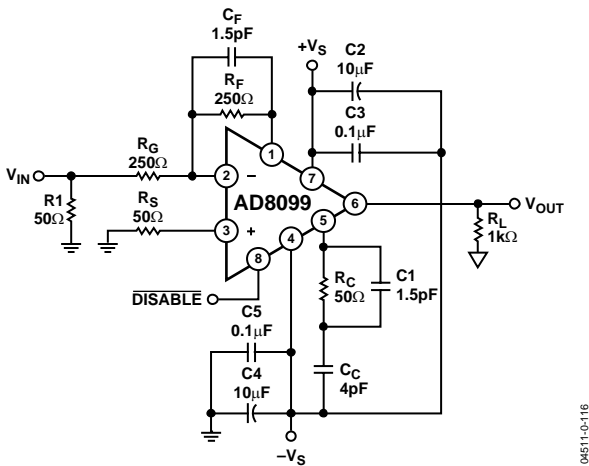 CF
1.5pF
RF
250Ω
+VS
C2
10µF
C3
0.1µF
VIN
RG
250Ω
R1
50Ω
RS
50Ω
1
2
−
7
AD8099
6
VOUT
3
+
5
4
8
RL
1kΩ
DISABLE
RC
50Ω
C1
1.5pF
C5
0.1µF
C4
10µF
CC
4pF
−VS
04511-0-116